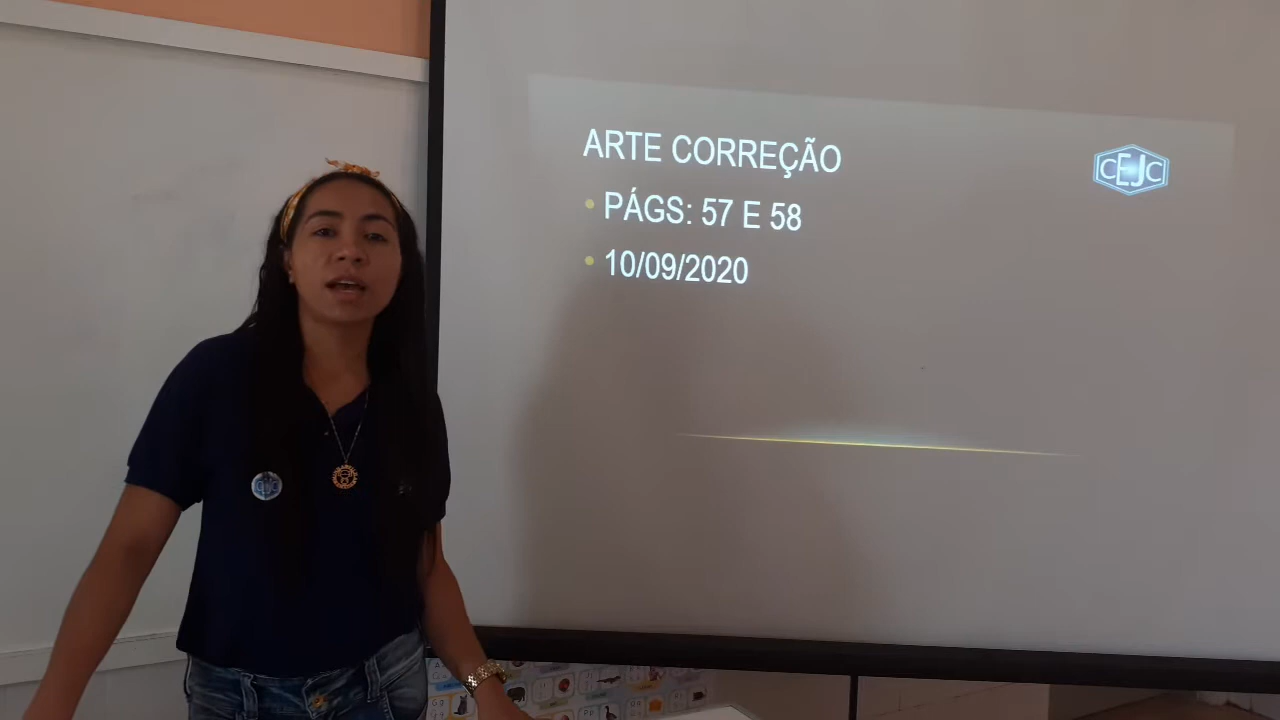 ARTE CORREÇÃO
CEJC
• PÁGS: 57 E 58
• 10/09/2020